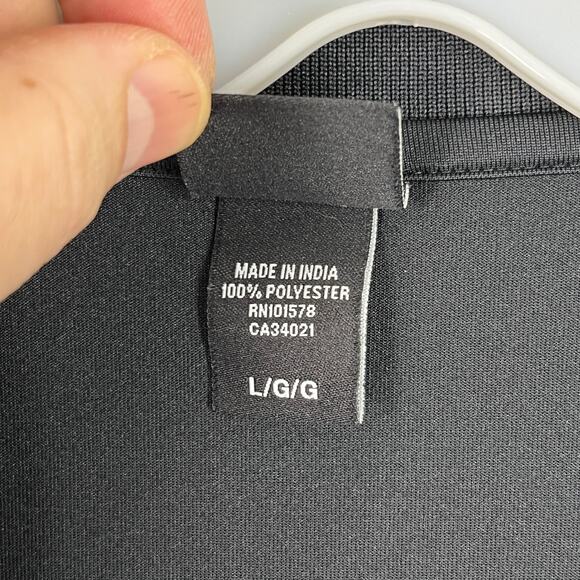 MADE IN INDIA
100% POLYESTER
RN101578
CA34021
L/G/G